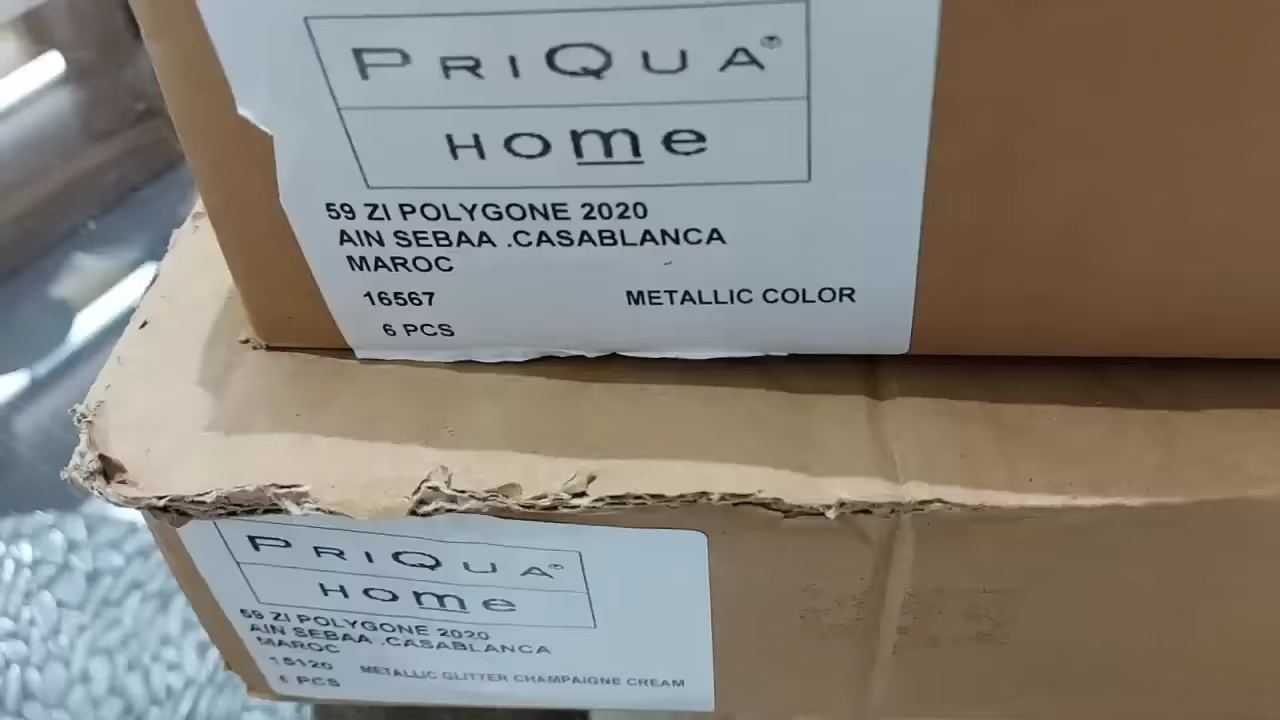 PRIQUA®
HOme
59 ZI POLYGONE 2020
AIN SEBAA .CASABLANCA
MAROC
16567 METALLIC COLOR
6 PCS
PRIQUA®
HOme
59 ZI POLYGONE 2020
AIN SEBAA .CASABLANCA
MAROC
METALLIC GLITTER CHAMPAIGNE CREAM
PCS